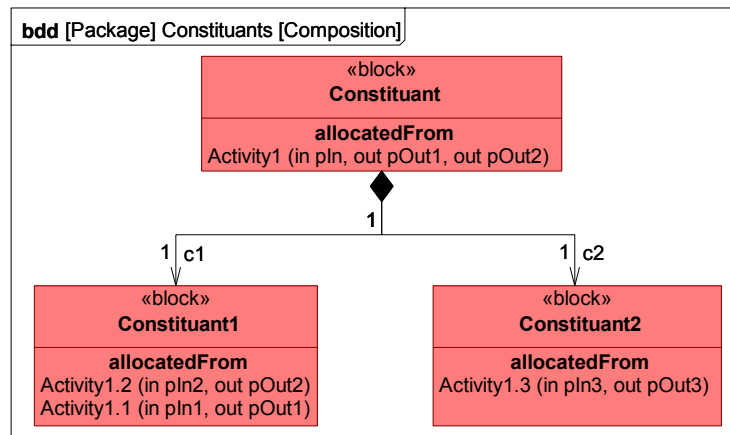 bdd [Package] Constituants [Composition]
«block»
Constituant
allocatedFrom
Activity1 (in pIn, out pOut1, out pOut2)
1
1 c1
1 c2
«block»
Constituant1
allocatedFrom
Activity1.2 (in pIn2, out pOut2)
Activity1.1 (in pIn1, out pOut1)
«block»
Constituant2
allocatedFrom
Activity1.3 (in pIn3, out pOut3)